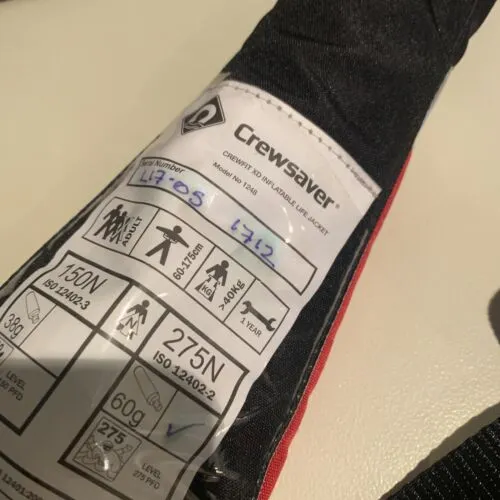 Crewsaver®
CREWFIT XD INFLATABLE LIFE JACKET
Model No 1248
Serial Number
L17-05 1712
ADULT
60-175cm
KG
40Kg
1 YEAR
150N
ISO 12402-3
N
275N
ISO 12402-2
38g
LEVEL
150 PFD
60g ✓
275
LEVEL
275 PFD